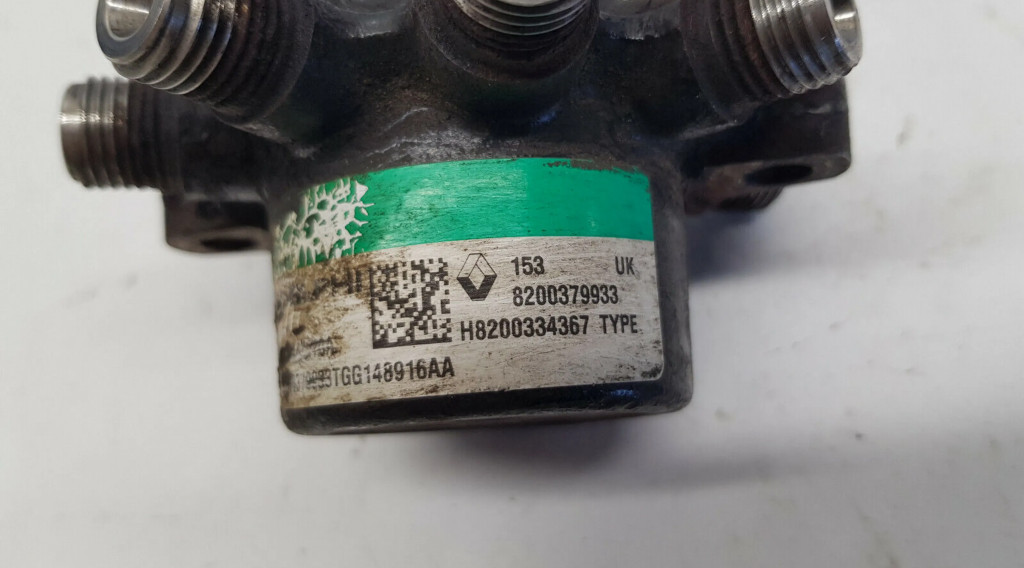 153 UK
8200379933
H8200334367 TYPE
TGG148916AA